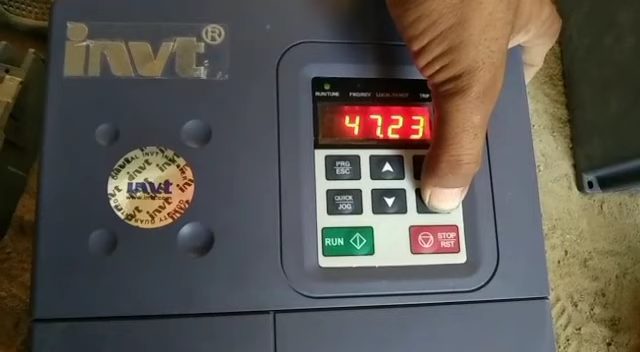 invt®
RUN/TUNE FWD/REV LOCAL/REMOT TRIP
47.23
PRG
ESC
QUICK
JOG
RUN
STOP
RST
invt